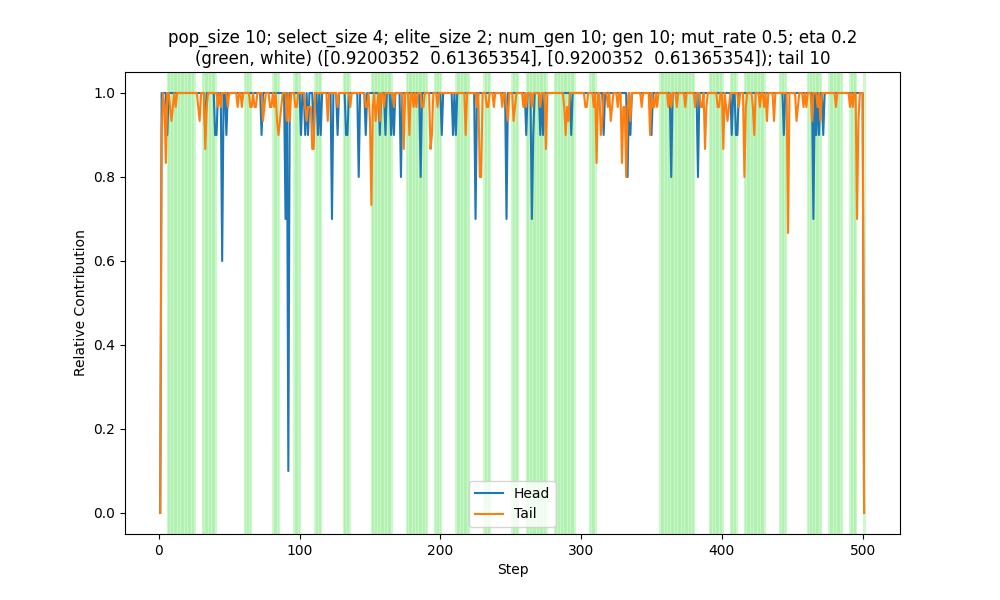 pop_size 10; select_size 4; elite_size 2; num_gen 10; gen 10; mut_rate 0.5; eta 0.2
(green, white) ([0.9200352  0.61365354], [0.9200352  0.61365354]); tail 10
Relative Contribution
1.0
0.8
0.6
0.4
0.2
0.0
Head
Tail
0
100
200
300
400
500
Step